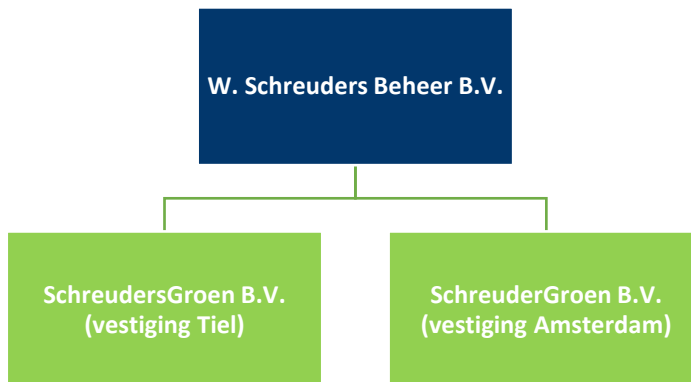 W. Schreuders Beheer B.V.
SchreudersGroen B.V.
(vestiging Tiel)
SchreuderGroen B.V.
(vestiging Amsterdam)